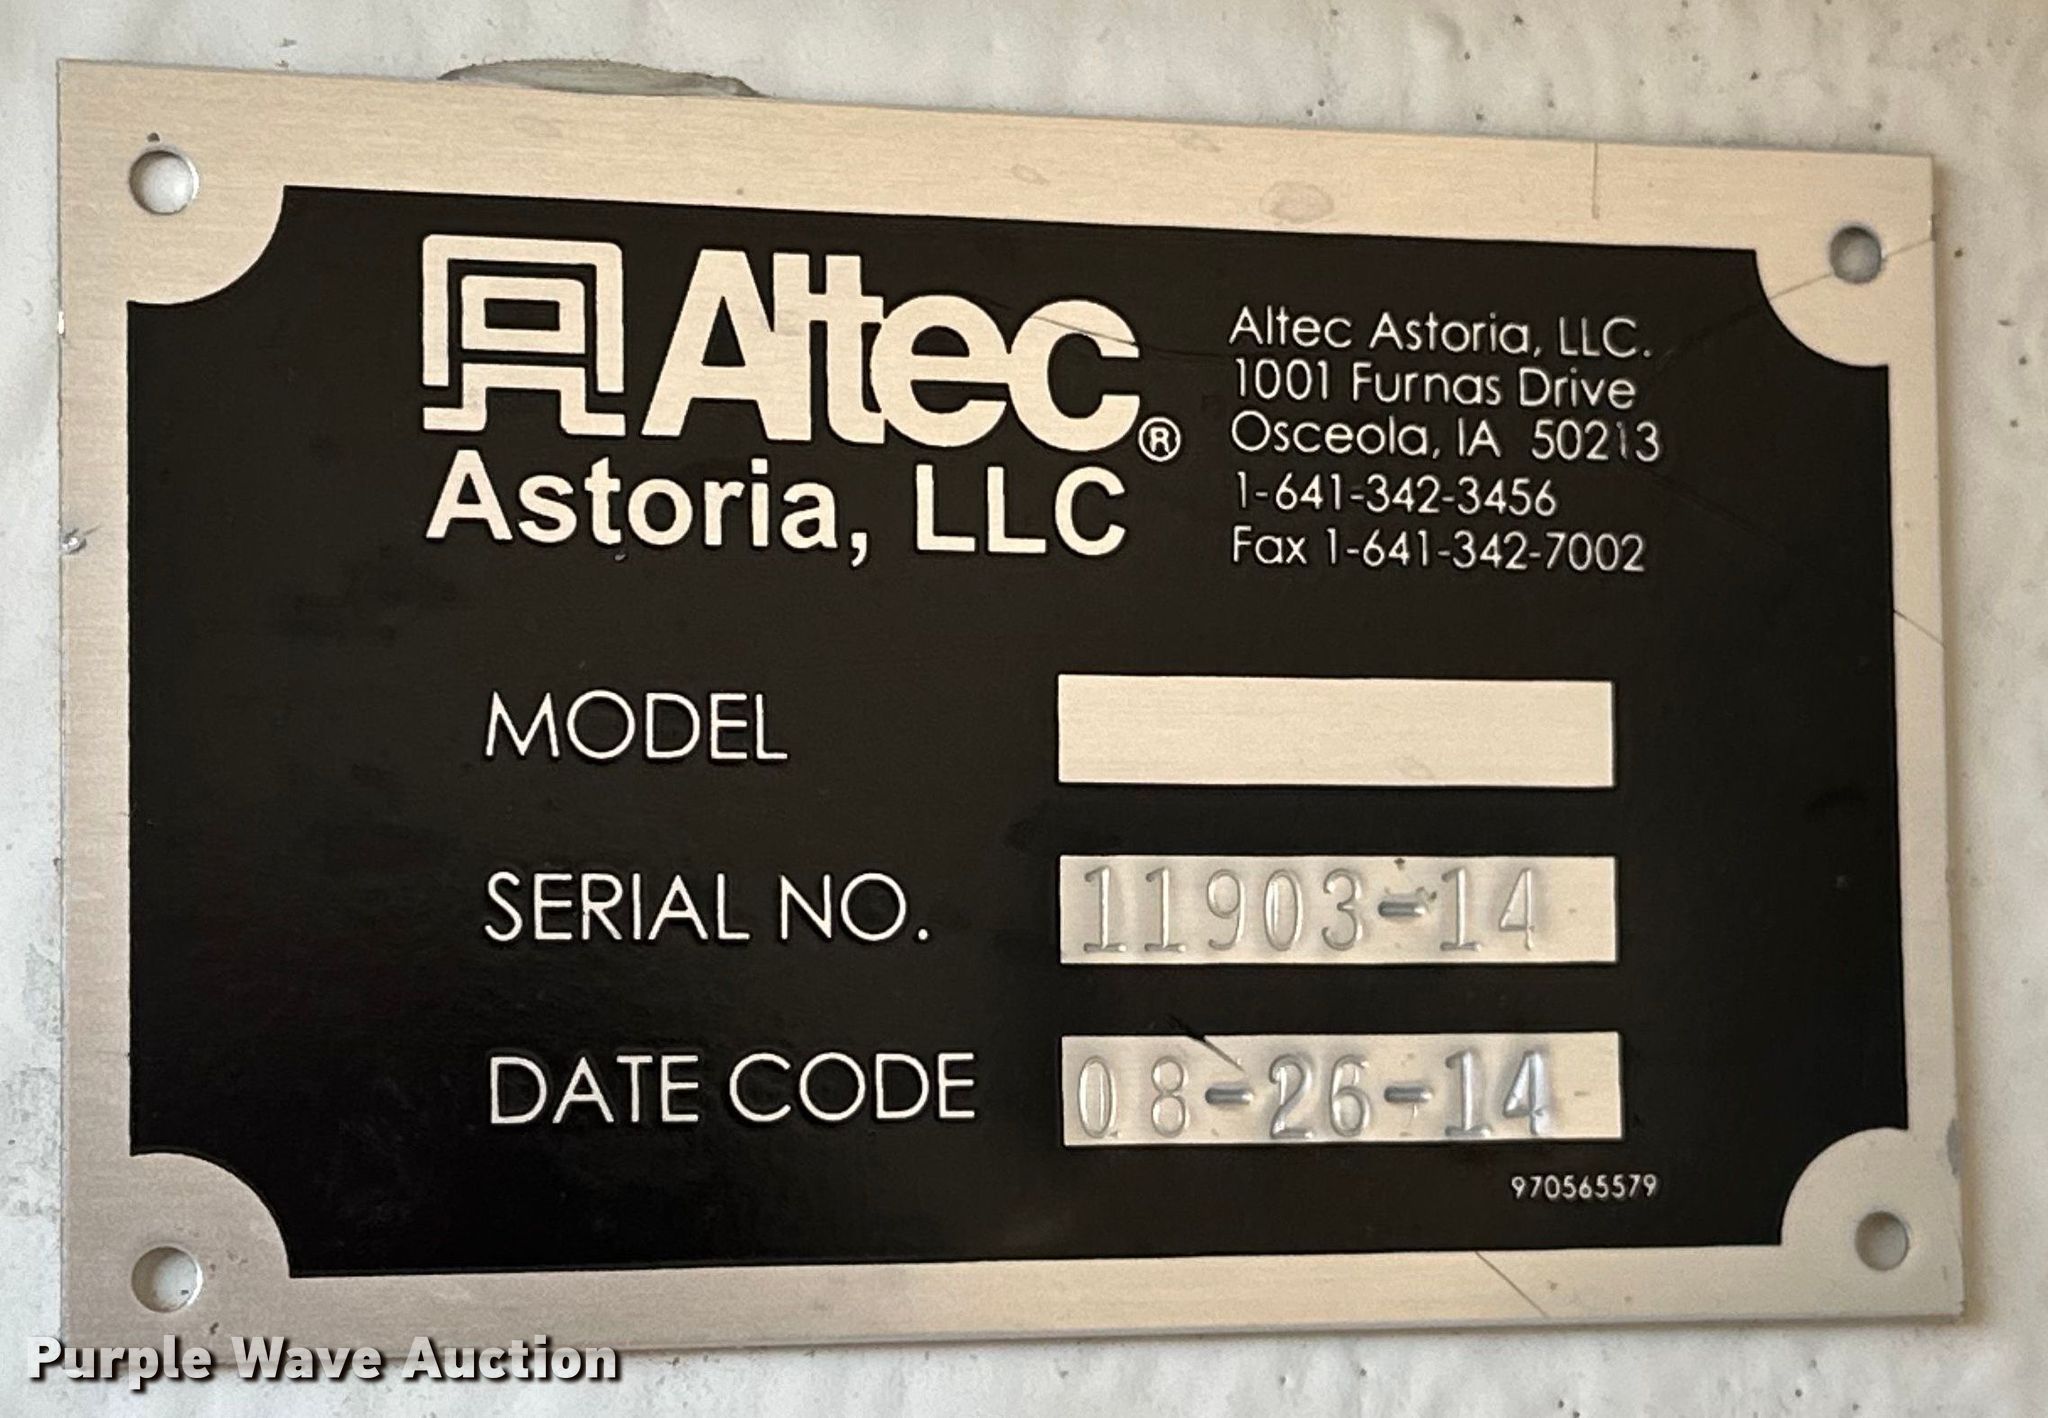 Altec®
Astoria, LLC
Altec Astoria, LLC.
1001 Furnas Drive
Osceola, IA 50213
1-641-342-3456
Fax 1-641-342-7002
MODEL
SERIAL NO. 11903-14
DATE CODE 08-26-14
970565579
Purple Wave Auction